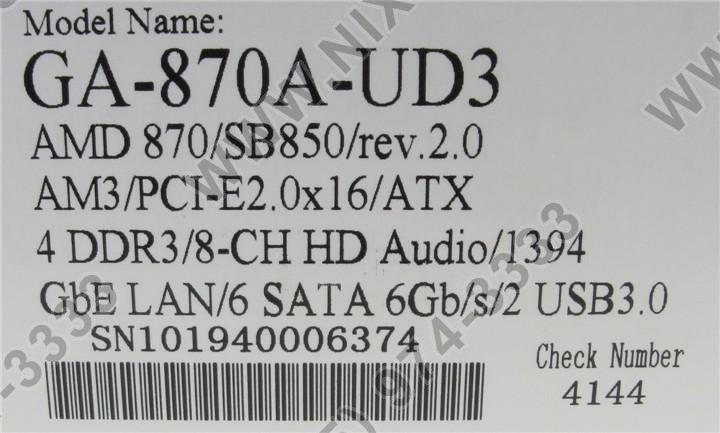 Model Name:
GA-870A-UD3
AMD 870/SB850/rev.2.0
AM3/PCI-E2.0x16/ATX
4 DDR3/8-CH HD Audio/1394
GbE LAN/6 SATA 6Gb/s/2 USB3.0
SN101940006374
Check Number
4144